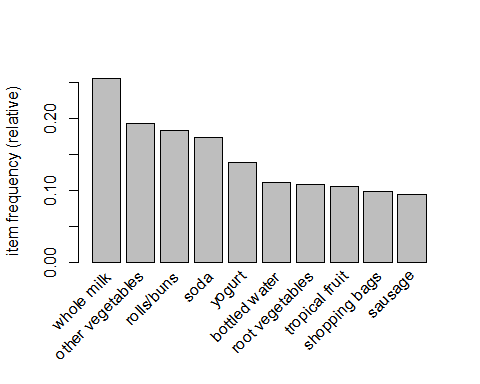 item frequency (relative)
0.20
0.10
0.00
whole milk
other vegetables
rolls/buns
soda
yogurt
bottled water
root vegetables
tropical fruit
shopping bags
sausage